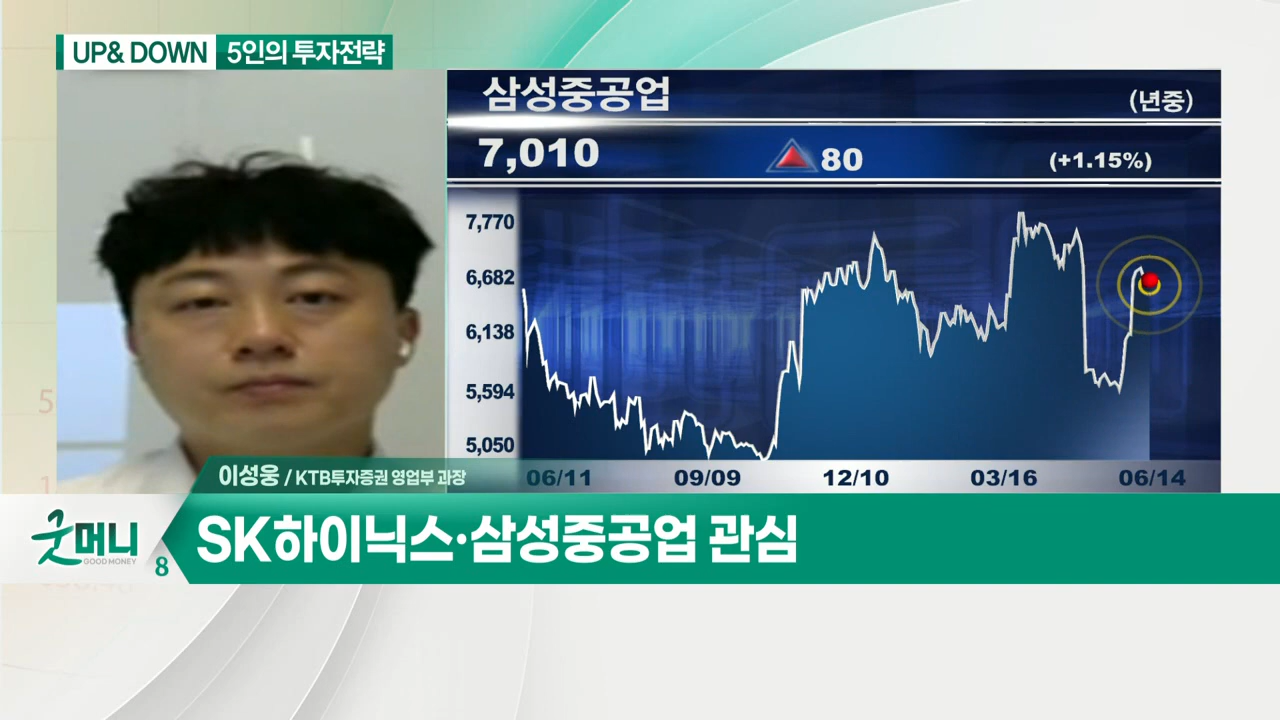 UP& DOWN 5인의 투자전략
삼성중공업 (년중)
7,010 ▲80 (+1.15%)
7,770
6,682
6,138
5,594
5,050
06/11 09/09 12/10 03/16 06/14
이성웅 / KTB투자증권 영업부 과장
SK하이닉스·삼성중공업 관심
굿머니
GOOD MONEY
8